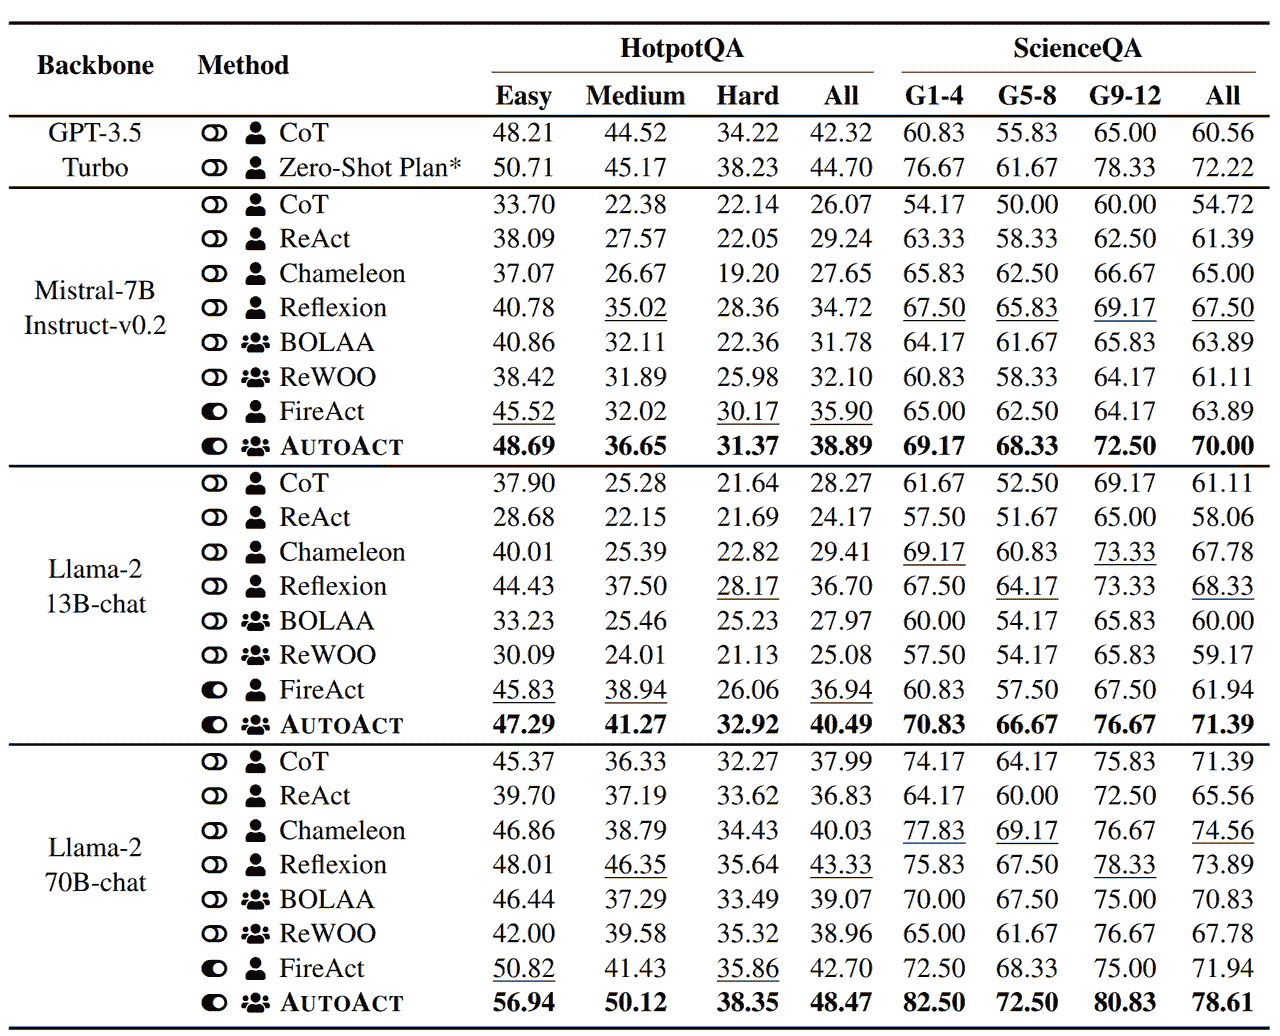 Backbone Method HotpotQA ScienceQA
Easy Medium Hard All G1-4 G5-8 G9-12 All
GPT-3.5 Turbo
CoT 48.21 44.52 34.22 42.32 60.83 55.83 65.00 60.56
Zero-Shot Plan* 50.71 45.17 38.23 44.70 76.67 61.67 78.33 72.22
Mistral-7B Instruct-v0.2
CoT 33.70 22.38 22.14 26.07 54.17 50.00 60.00 54.72
ReAct 38.09 27.57 22.05 29.24 63.33 58.33 62.50 61.39
Chameleon 37.07 26.67 19.20 27.65 65.83 62.50 66.67 65.00
Reflexion 40.78 35.02 28.36 34.72 67.50 65.83 69.17 67.50
BOLAA 40.86 32.11 22.36 31.78 64.17 61.67 65.83 63.89
ReWOO 38.42 31.89 25.98 32.10 60.83 58.33 64.17 61.11
FireAct 45.52 32.02 30.17 35.90 65.00 62.50 64.17 63.89
AUTOACT 48.69 36.65 31.37 38.89 69.17 68.33 72.50 70.00
Llama-2 13B-chat
CoT 37.90 25.28 21.64 28.27 61.67 52.50 69.17 61.11
ReAct 28.68 22.15 21.69 24.17 57.50 51.67 65.00 58.06
Chameleon 40.01 25.39 22.82 29.41 69.17 60.83 73.33 67.78
Reflexion 44.43 37.50 28.17 36.70 67.50 64.17 73.33 68.33
BOLAA 33.23 25.46 25.23 27.97 60.00 54.17 65.83 60.00
ReWOO 30.09 24.01 21.13 25.08 57.50 54.17 65.83 59.17
FireAct 45.83 38.94 26.06 36.94 60.83 57.50 67.50 61.94
AUTOACT 47.29 41.27 32.92 40.49 70.83 66.67 76.67 71.39
Llama-2 70B-chat
CoT 45.37 36.33 32.27 37.99 74.17 64.17 75.83 71.39
ReAct 39.70 37.19 33.62 36.83 64.17 60.00 72.50 65.56
Chameleon 46.86 38.79 34.43 40.03 77.83 69.17 76.67 74.56
Reflexion 48.01 46.35 35.64 43.33 75.83 67.50 78.33 73.89
BOLAA 46.44 37.29 33.49 39.07 70.00 67.50 75.00 70.83
ReWOO 42.00 39.58 35.32 38.96 65.00 61.67 76.67 67.78
FireAct 50.82 41.43 35.86 42.70 72.50 68.33 75.00 71.94
AUTOACT 56.94 50.12 38.35 48.47 82.50 72.50 80.83 78.61